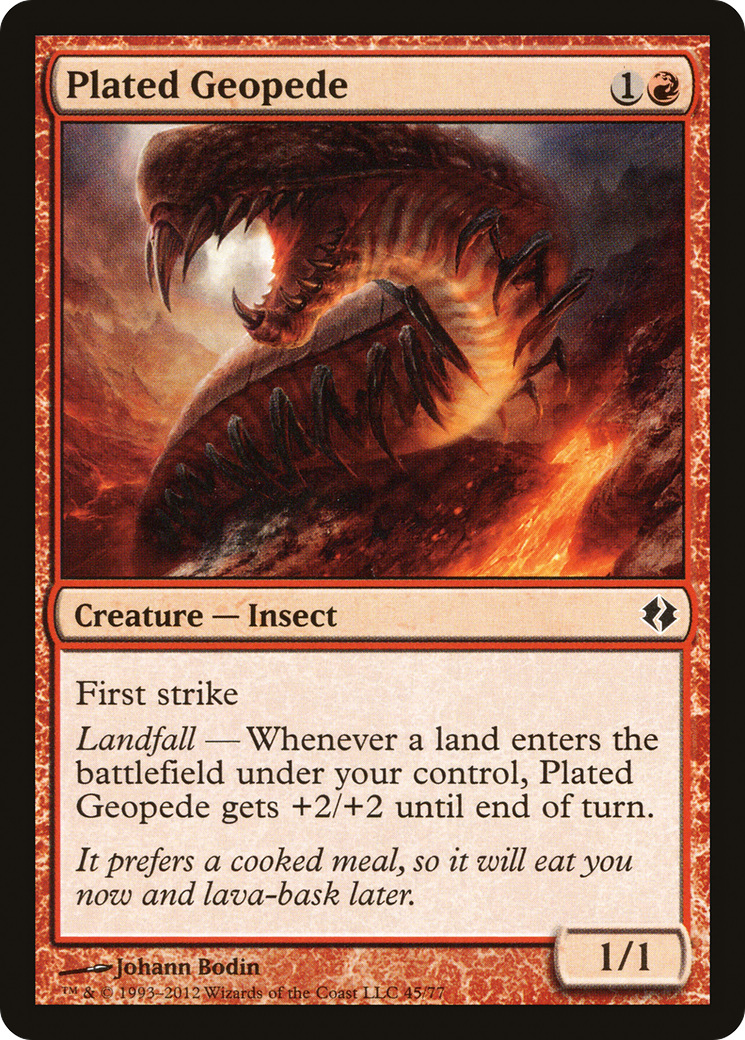 Plated Geopede 1
Creature — Insect
First strike
Landfall — Whenever a land enters the
battlefield under your control, Plated
Geopede gets +2/+2 until end of turn.
It prefers a cooked meal, so it will eat you
now and lava-bask later.
1/1
Johann Bodin
™ & © 1993–2012 Wizards of the Coast LLC 45/77